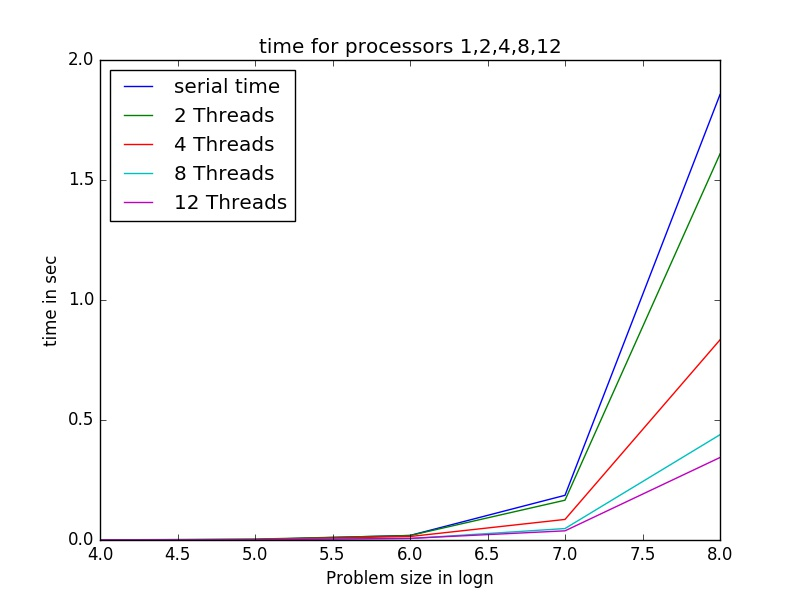 time for processors 1,2,4,8,12
2.0
serial time
2 Threads
4 Threads
8 Threads
12 Threads
1.5
1.0
0.5
0.0
time in sec
4.0 4.5 5.0 5.5 6.0 6.5 7.0 7.5 8.0
Problem size in logn